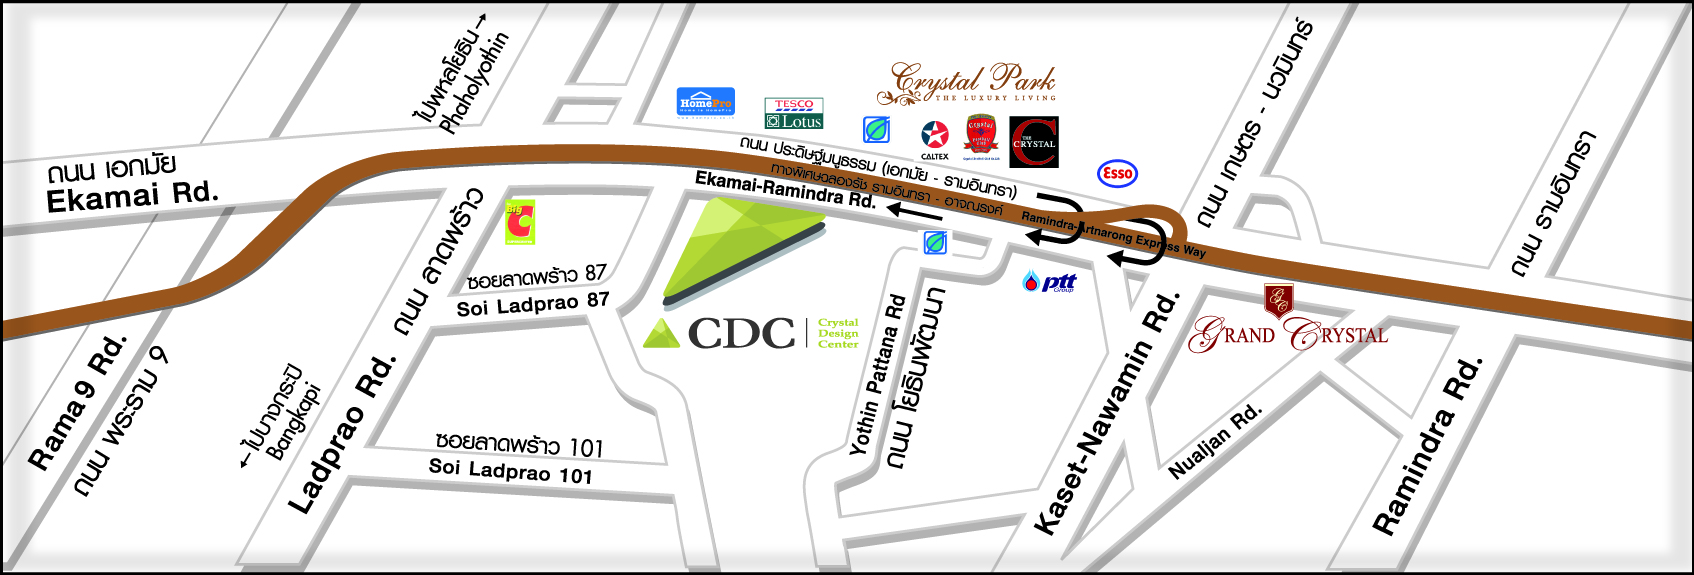 ไปพหลโยธิน
Phaholyothin
HomePro
TESCO
Lotus
Crystal Park
THE LUXURY LIVING
CALTEX
Crystal
THE
CRYSTAL
Esso
ถนน เอกมัย
Ekamai Rd.
ถนน ประดิษฐ์มนูธรรม (เอกมัย - รามอินทรา)
ทางพิเศษฉลองรัช รามอินทรา - อาจณรงค์
Ekamai-Ramindra Rd.
Ramindra-Artnarong Express Way
ถนน เกษตร - นวมินทร์
ถนน รามอินทรา
Big
C
ถนน ลาดพร้าว
ซอยลาดพร้าว 87
Soi Ladprao 87
CDC
Crystal
Design
Center
ptt
Group
GC
GRAND CRYSTAL
Rama 9 Rd.
ถนน พระราม 9
ไปบางกะปิ
Bangkapi
Ladprao Rd.
ซอยลาดพร้าว 101
Soi Ladprao 101
Yothin Pattana Rd
ถนน โยธินพัฒนา
Kaset-Nawamin Rd.
Nualjan Rd.
Ramindra Rd.